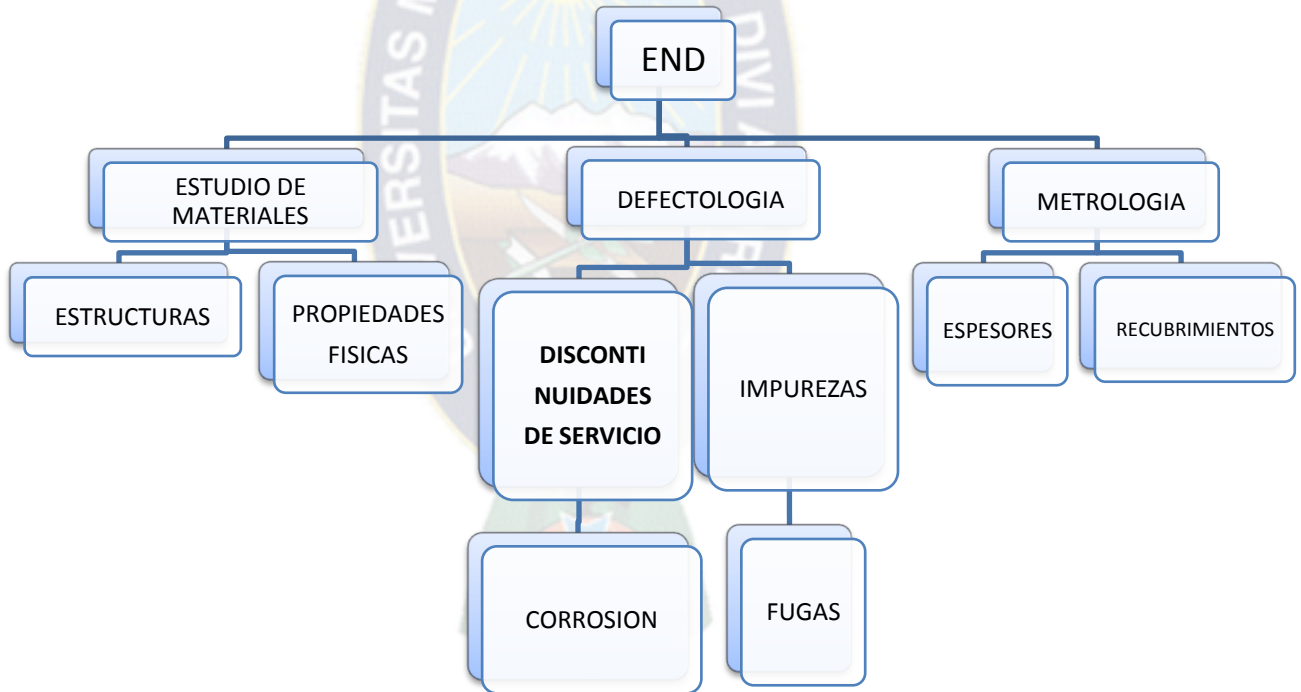 END
ESTUDIO DE
MATERIALES
DEFECTOLOGIA
METROLOGIA
ESTRUCTURAS
PROPIEDADES
FISICAS
DISCONTI
NUIDADES
DE SERVICIO
IMPUREZAS
ESPESORES
RECUBRIMIENTOS
CORROSION
FUGAS